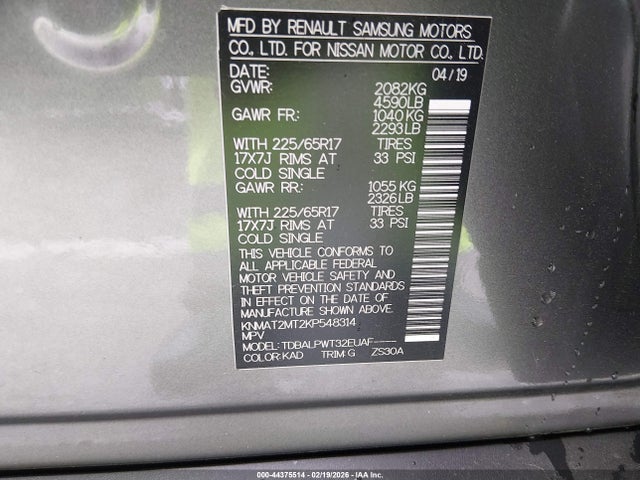 MFD BY RENAULT SAMSUNG MOTORS
CO., LTD. FOR NISSAN MOTOR CO., LTD.
DATE: 04/19
GVWR: 2082KG
4590LB
GAWR FR: 1040 KG
2293LB
WITH 225/65R17 TIRES
17X7J RIMS AT 33 PSI
COLD SINGLE
GAWR RR: 1055 KG
2326LB
WITH 225/65R17 TIRES
17X7J RIMS AT 33 PSI
COLD SINGLE
THIS VEHICLE CONFORMS TO
ALL APPLICABLE FEDERAL
MOTOR VEHICLE SAFETY AND
THEFT PREVENTION STANDARDS
IN EFFECT ON THE DATE OF
MANUFACTURE SHOWN ABOVE.
KNMAT2MT2KP548314
MPV
MODEL: TDBALPWT32EUAF-----
COLOR: KAD TRIM: G ZS30A
000-44375514 - 02/19/2026 - IAA Inc.